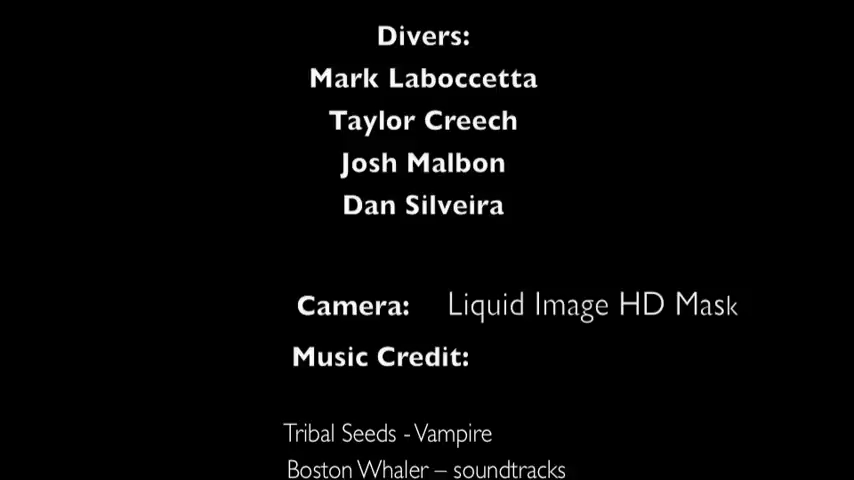 Divers:
Mark Laboccetta
Taylor Creech
Josh Malbon
Dan Silveira
Camera: Liquid Image HD Mask
Music Credit:
Tribal Seeds - Vampire
Boston Whaler – soundtracks